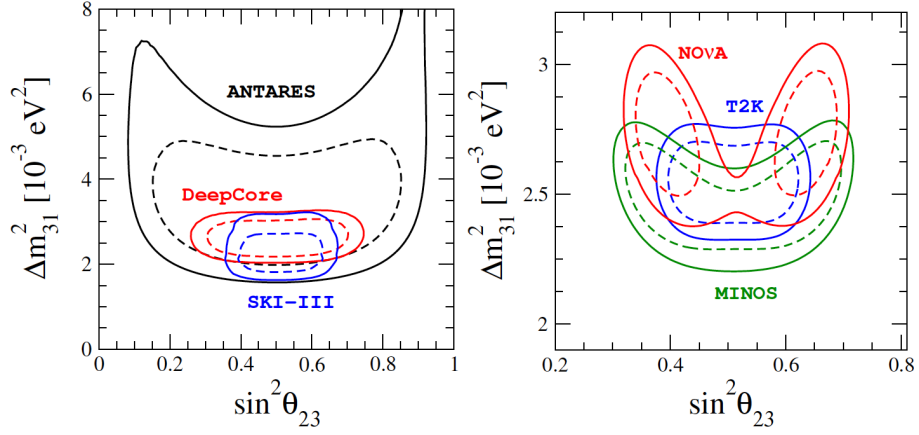 8
6
4
2
0
Δm²₃₁ [10⁻³ eV²]
ANTARES
DeepCore
SKI-III
0
0.2
0.4
0.6
0.8
1
sin²θ₂₃
3
2
Δm²₃₁ [10⁻³ eV²]
NOνA
T2K
MINOS
0.2
0.4
0.6
0.8
sin²θ₂₃